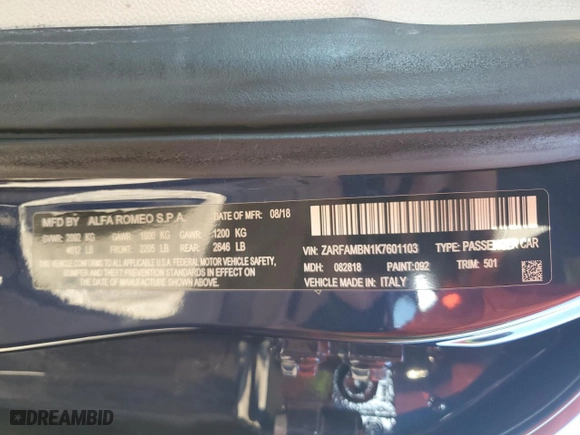 MFD BY ALFA ROMEO S.P.A. DATE OF MFR: 08/18
GVWR: 2092 KG GAWR: 1000 KG GAWR: 1200 KG
4612 LB FRONT: 2205 LB REAR: 2646 LB
THIS VEHICLE CONFORMS TO ALL APPLICABLE
U.S.A. FEDERAL MOTOR VEHICLE SAFETY
BUMPER, AND THEFT PREVENTION STANDARDS IN
EFFECT ON THE DATE OF MANUFACTURE SHOWN ABOVE
VIN: ZARFAMBN1K7601103 TYPE: PASSENGER CAR
MDH: 082818 PAINT:092 TRIM: 501
VEHICLE MADE IN: ITALY
DREAMBID